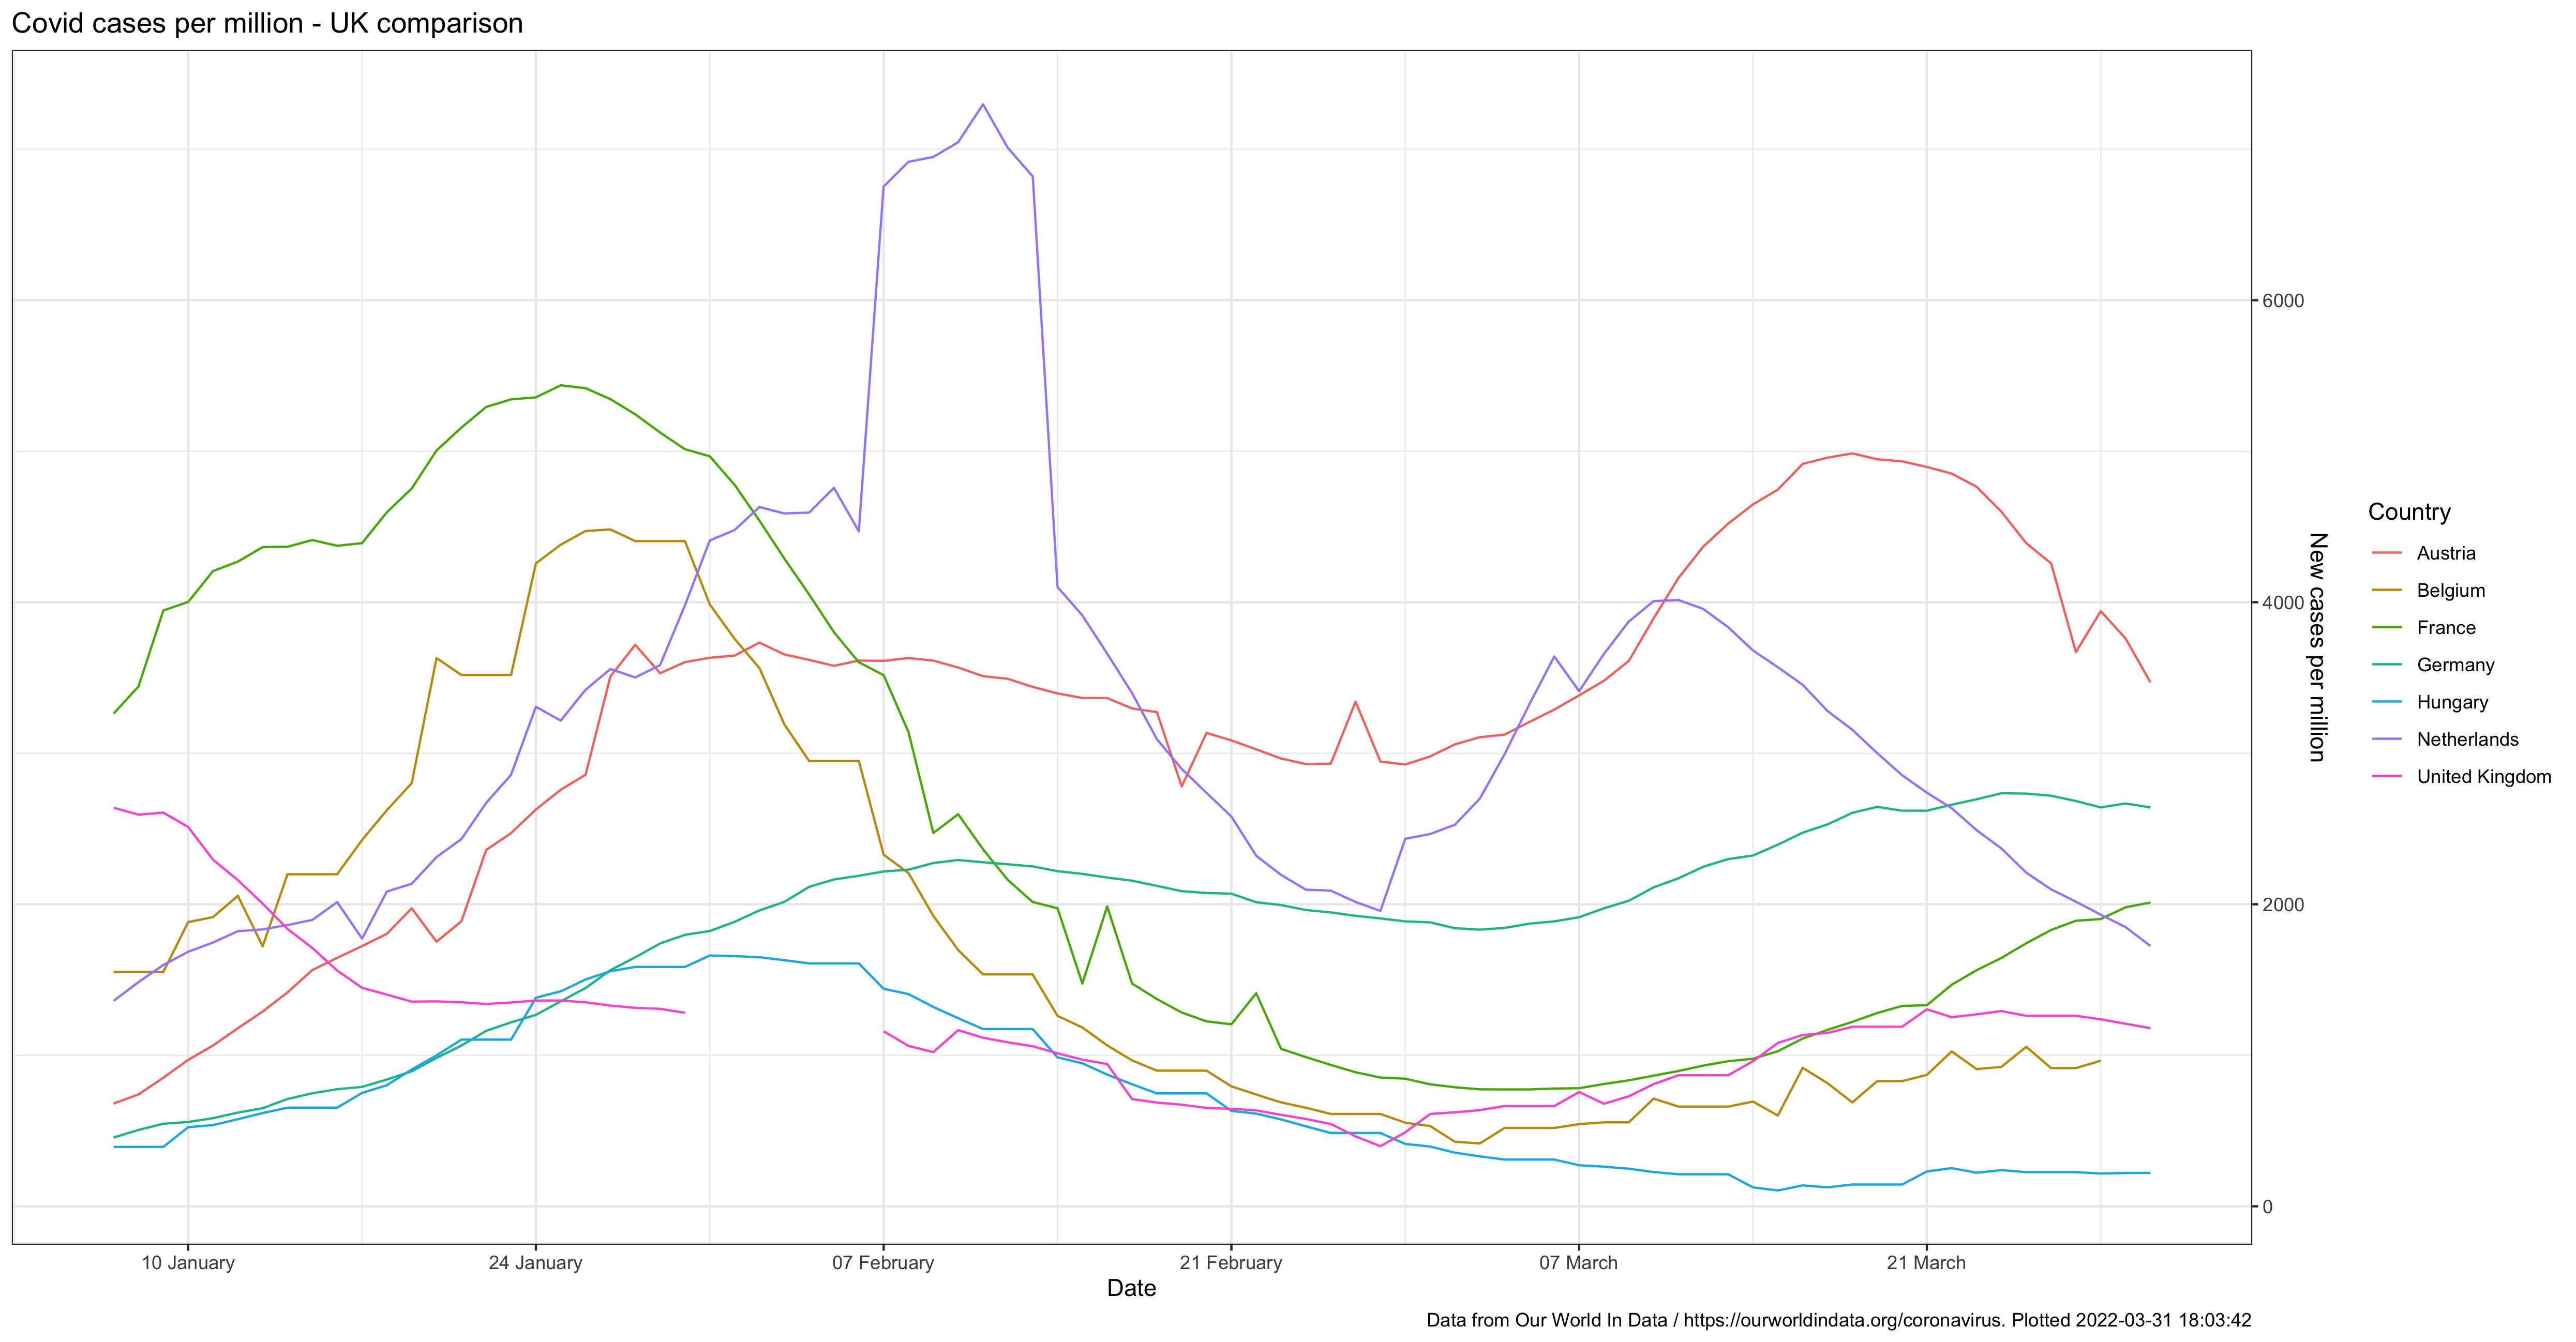 Covid cases per million - UK comparison
6000
4000
2000
0
New cases per million
10 January
24 January
07 February
21 February
07 March
21 March
Date
Country
Austria
Belgium
France
Germany
Hungary
Netherlands
United Kingdom
Data from Our World In Data / https://ourworldindata.org/coronavirus. Plotted 2022-03-31 18:03:42